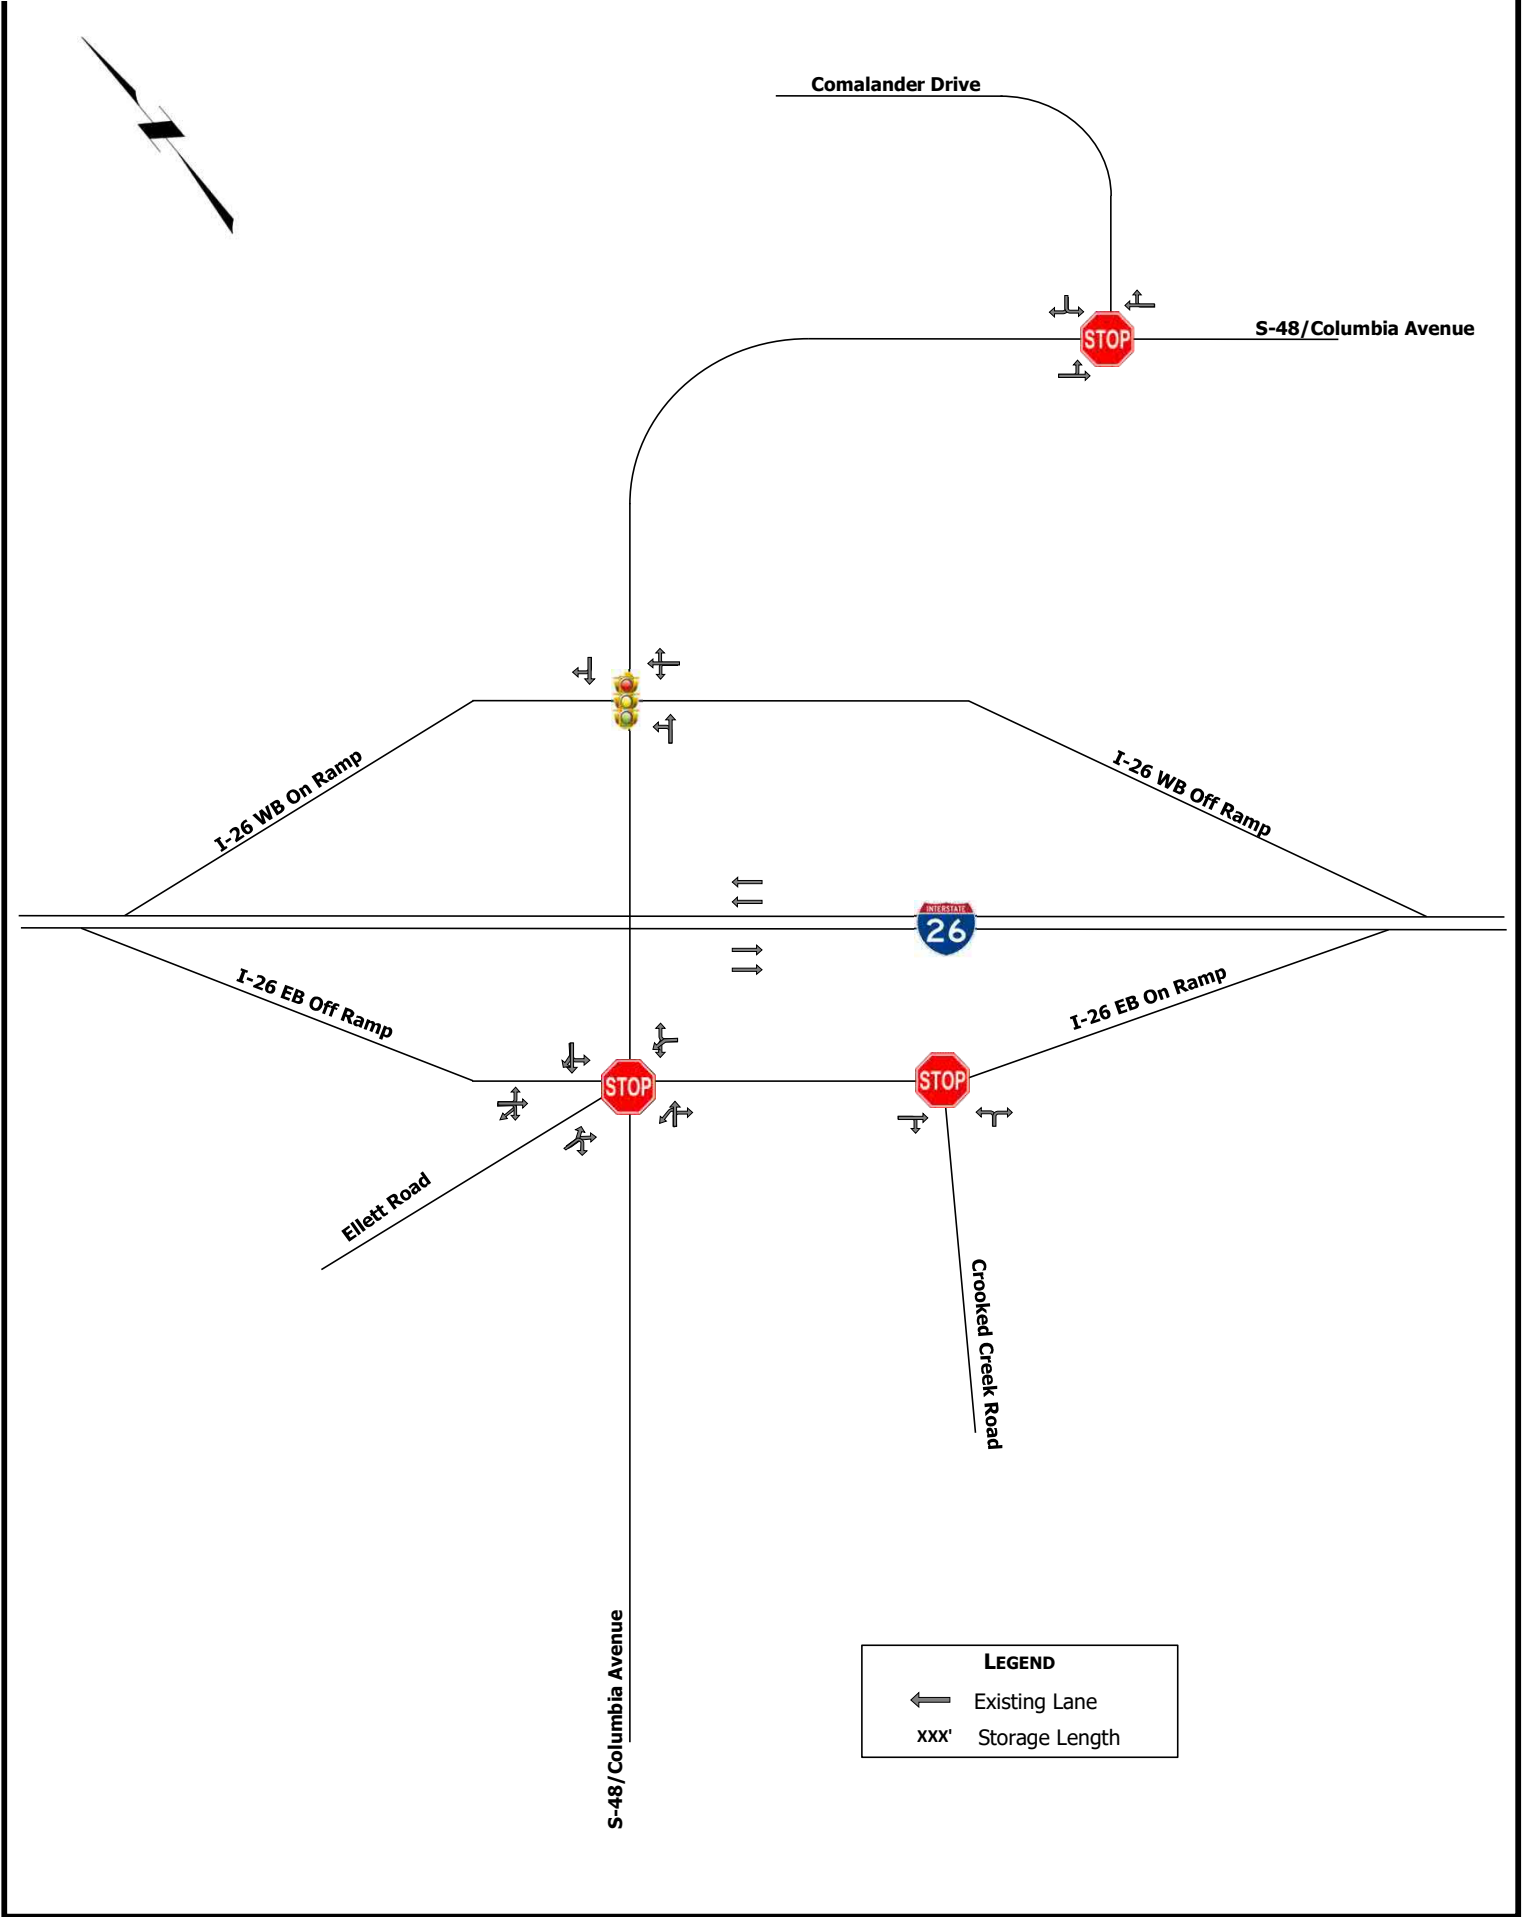 Comalander Drive
S-48/Columbia Avenue
STOP
I-26 WB On Ramp
I-26 WB Off Ramp
INTERSTATE
26
I-26 EB Off Ramp
I-26 EB On Ramp
STOP
STOP
Ellett Road
Crooked Creek Road
S-48/Columbia Avenue
LEGEND
Existing Lane
XXX' Storage Length